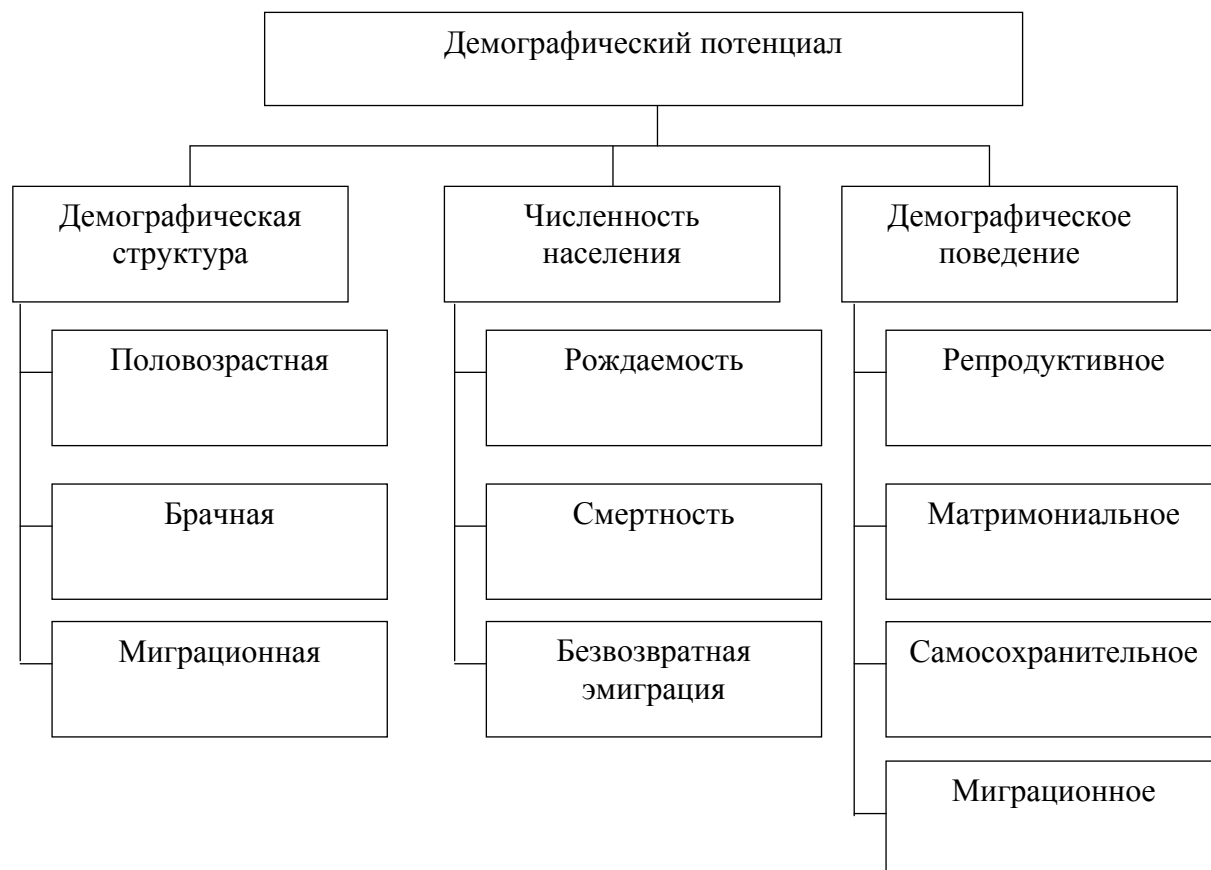 Демографический потенциал
Демографическая
структура
Численность
населения
Демографическое
поведение
Половозрастная
Рождаемость
Репродуктивное
Брачная
Смертность
Матримониальное
Миграционная
Безвозвратная
эмиграция
Самосохранительное
Миграционное